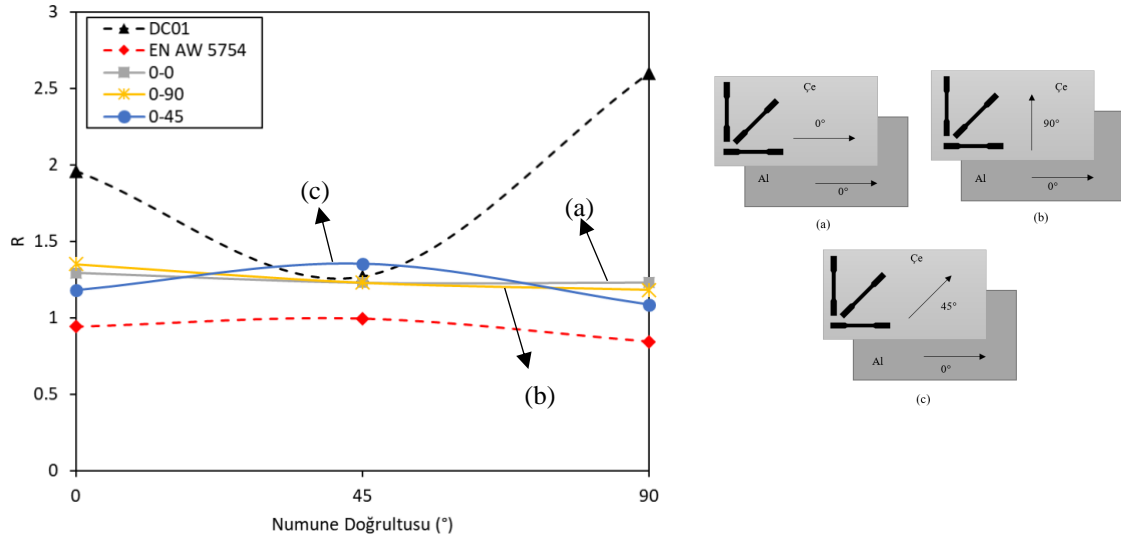 3
2.5
2
1.5
1
0.5
0
R
DC01
EN AW 5754
0-0
0-90
0-45
(c)
(a)
(b)
0
45
90
Numune Doğrultusu (°)
Çe
0°
Al
0°
(a)
Çe
90°
Al
0°
(b)
Çe
45°
Al
0°
(c)